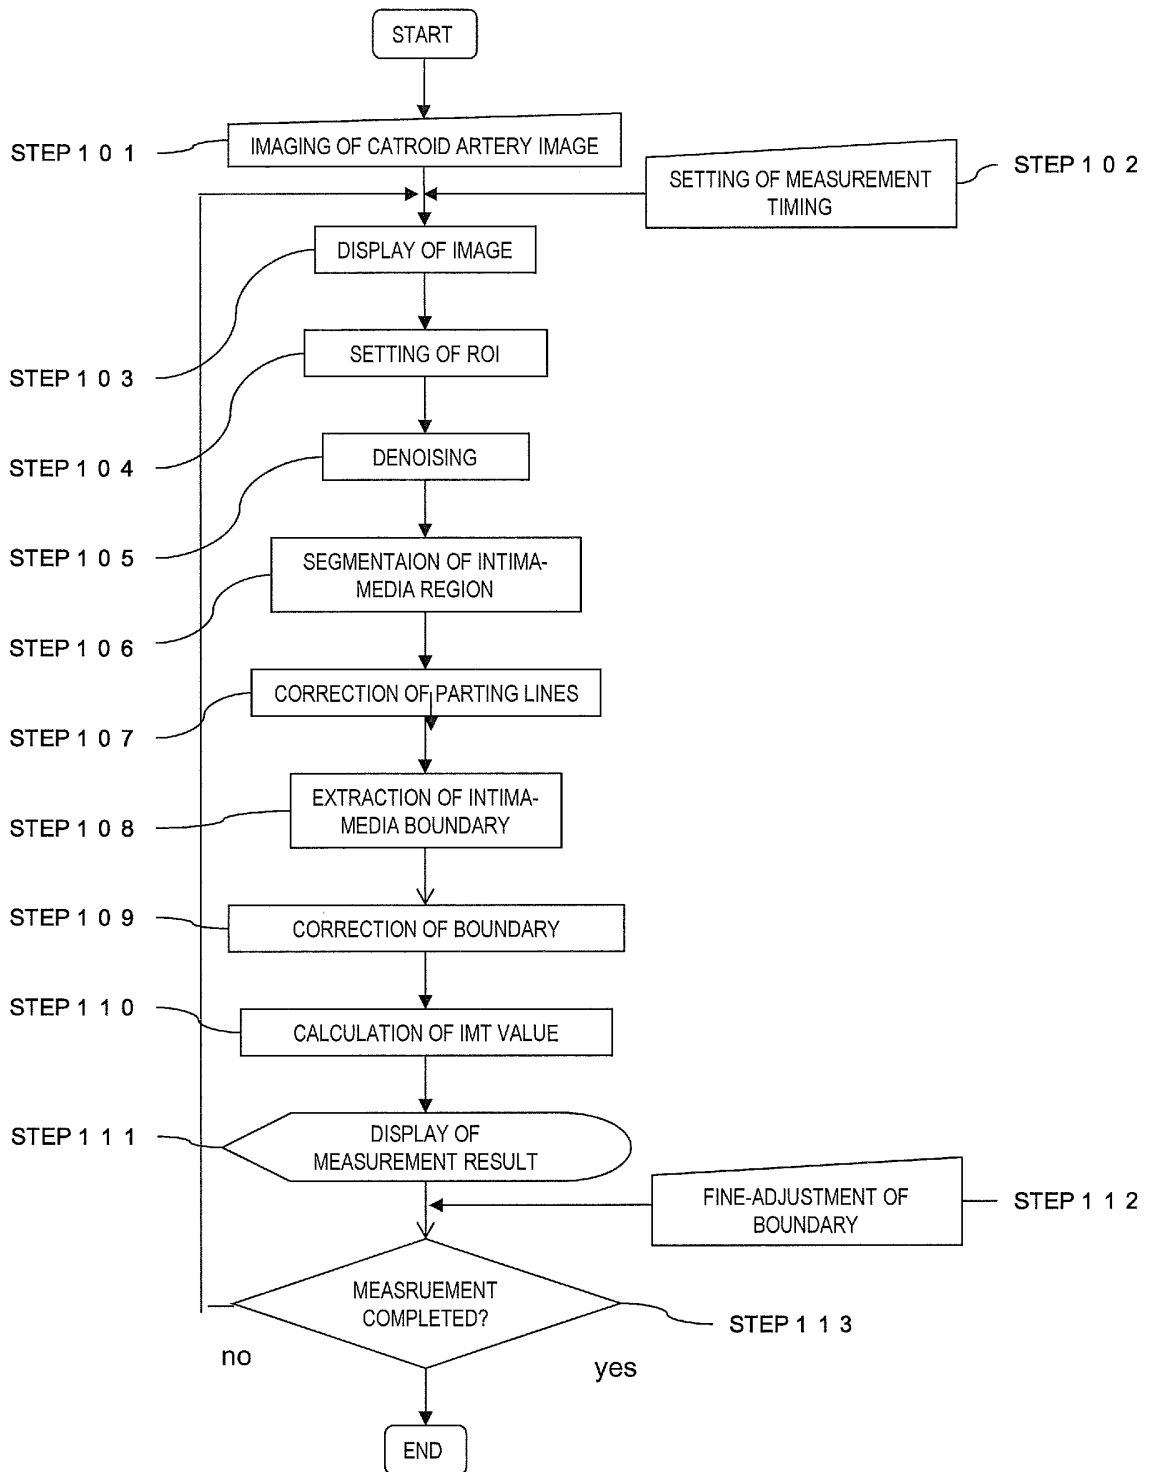 START
STEP 1 0 1
IMAGING OF CATROID ARTERY IMAGE
SETTING OF MEASUREMENT
TIMING
STEP 1 0 2
DISPLAY OF IMAGE
STEP 1 0 3
SETTING OF ROI
STEP 1 0 4
DENOISING
STEP 1 0 5
SEGMENTAION OF INTIMA-
MEDIA REGION
STEP 1 0 6
CORRECTION OF PARTING LINES
STEP 1 0 7
EXTRACTION OF INTIMA-
MEDIA BOUNDARY
STEP 1 0 8
STEP 1 0 9
CORRECTION OF BOUNDARY
STEP 1 1 0
CALCULATION OF IMT VALUE
STEP 1 1 1
DISPLAY OF
MEASUREMENT RESULT
FINE-ADJUSTMENT OF
BOUNDARY
STEP 1 1 2
MEASRUEMENT
COMPLETED?
STEP 1 1 3
no
yes
END